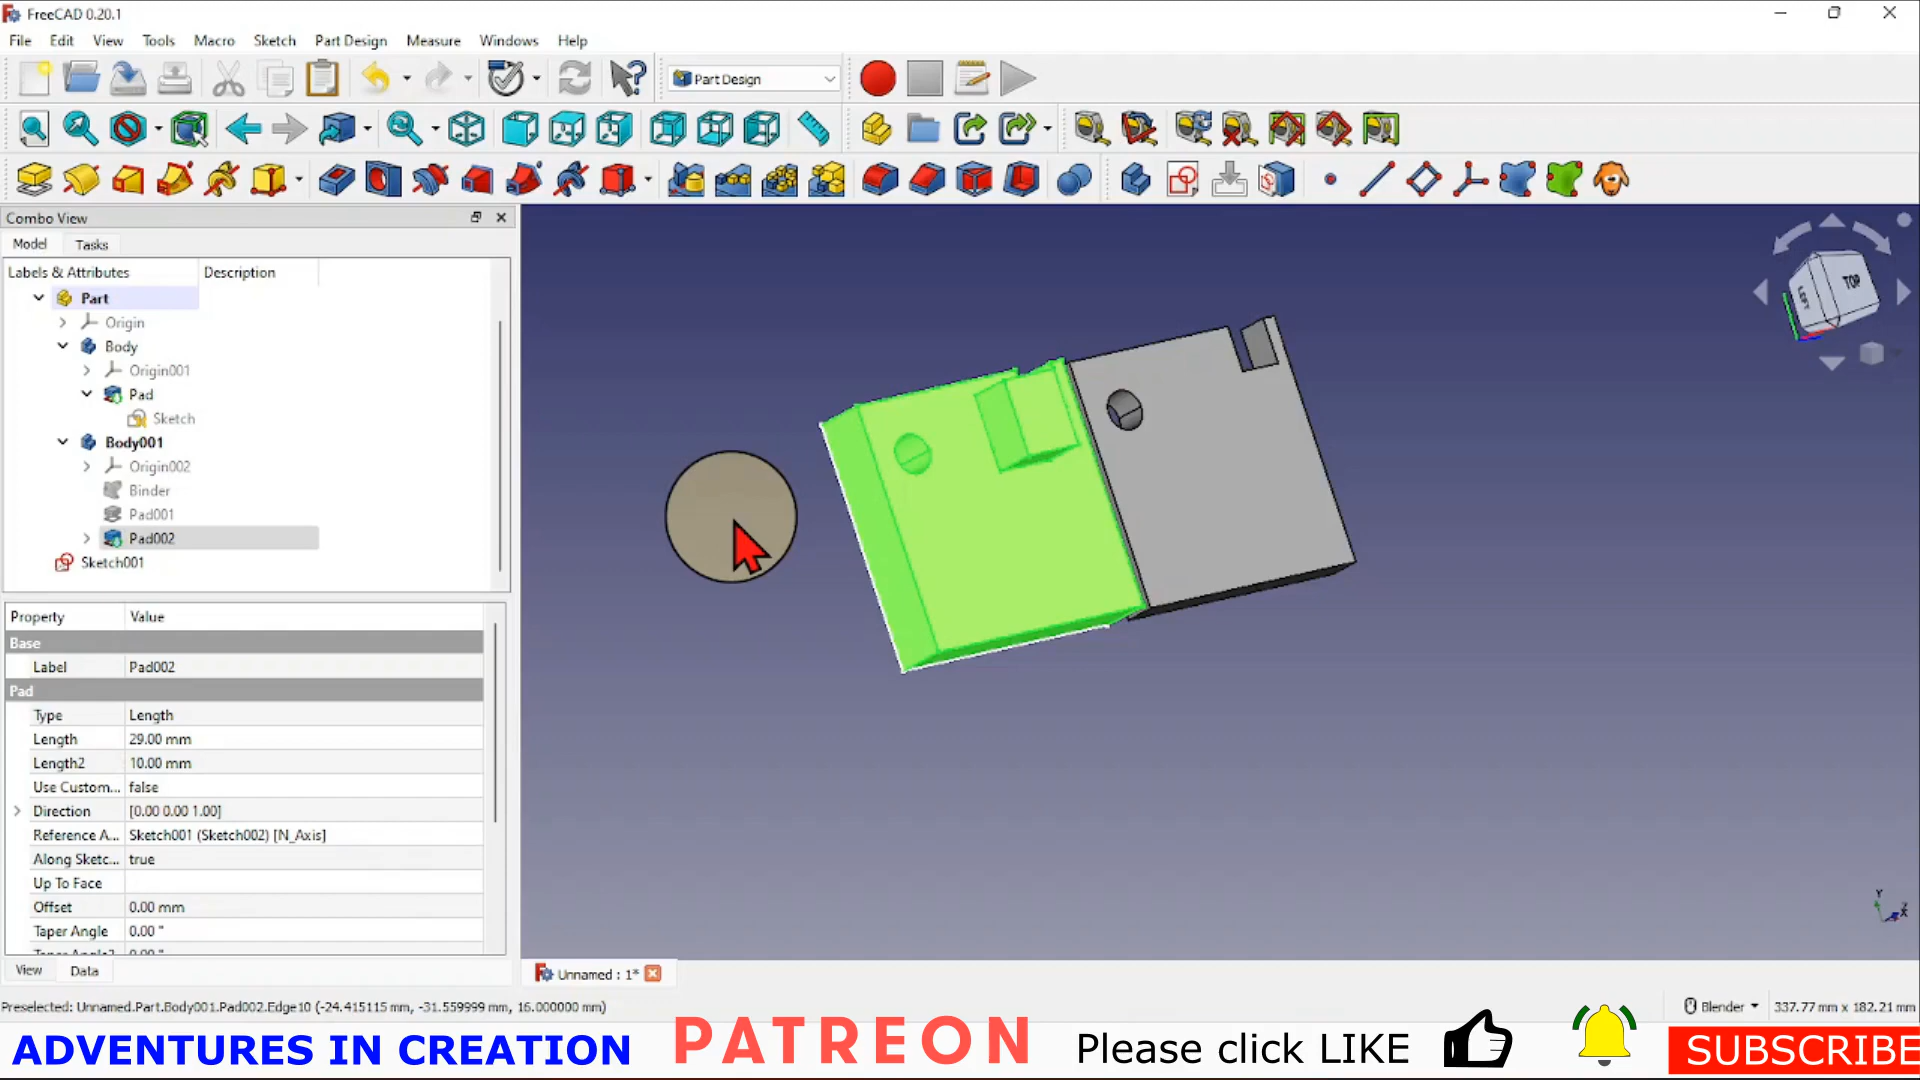 FreeCAD 0.20.1
File Edit View Tools Macro Sketch Part Design Measure Windows Help
Part Design
Combo View
Model Tasks
Labels & Attributes Description
Part
Origin
Body
Origin001
Pad
Sketch
Body001
Origin002
Binder
Pad001
Pad002
Sketch001
LEFT TOP
Property Value
Base
Label Pad002
Pad
Type Length
Length 29.00 mm
Length2 10.00 mm
Use Custom... false
Direction [0.00 0.00 1.00]
Reference A... Sketch001 (Sketch002) [N_Axis]
Along Sketc... true
Up To Face
Offset 0.00 mm
Taper Angle 0.00 °
View Data
Unnamed : 1*
Y Z
Preselected: Unnamed.Part.Body001.Pad002.Edge10 (-24.415115 mm, -31.559999 mm, 16.000000 mm)
Blender 337.77 mm x 182.21 mm
ADVENTURES IN CREATION PATREON Please click LIKE SUBSCRIBE